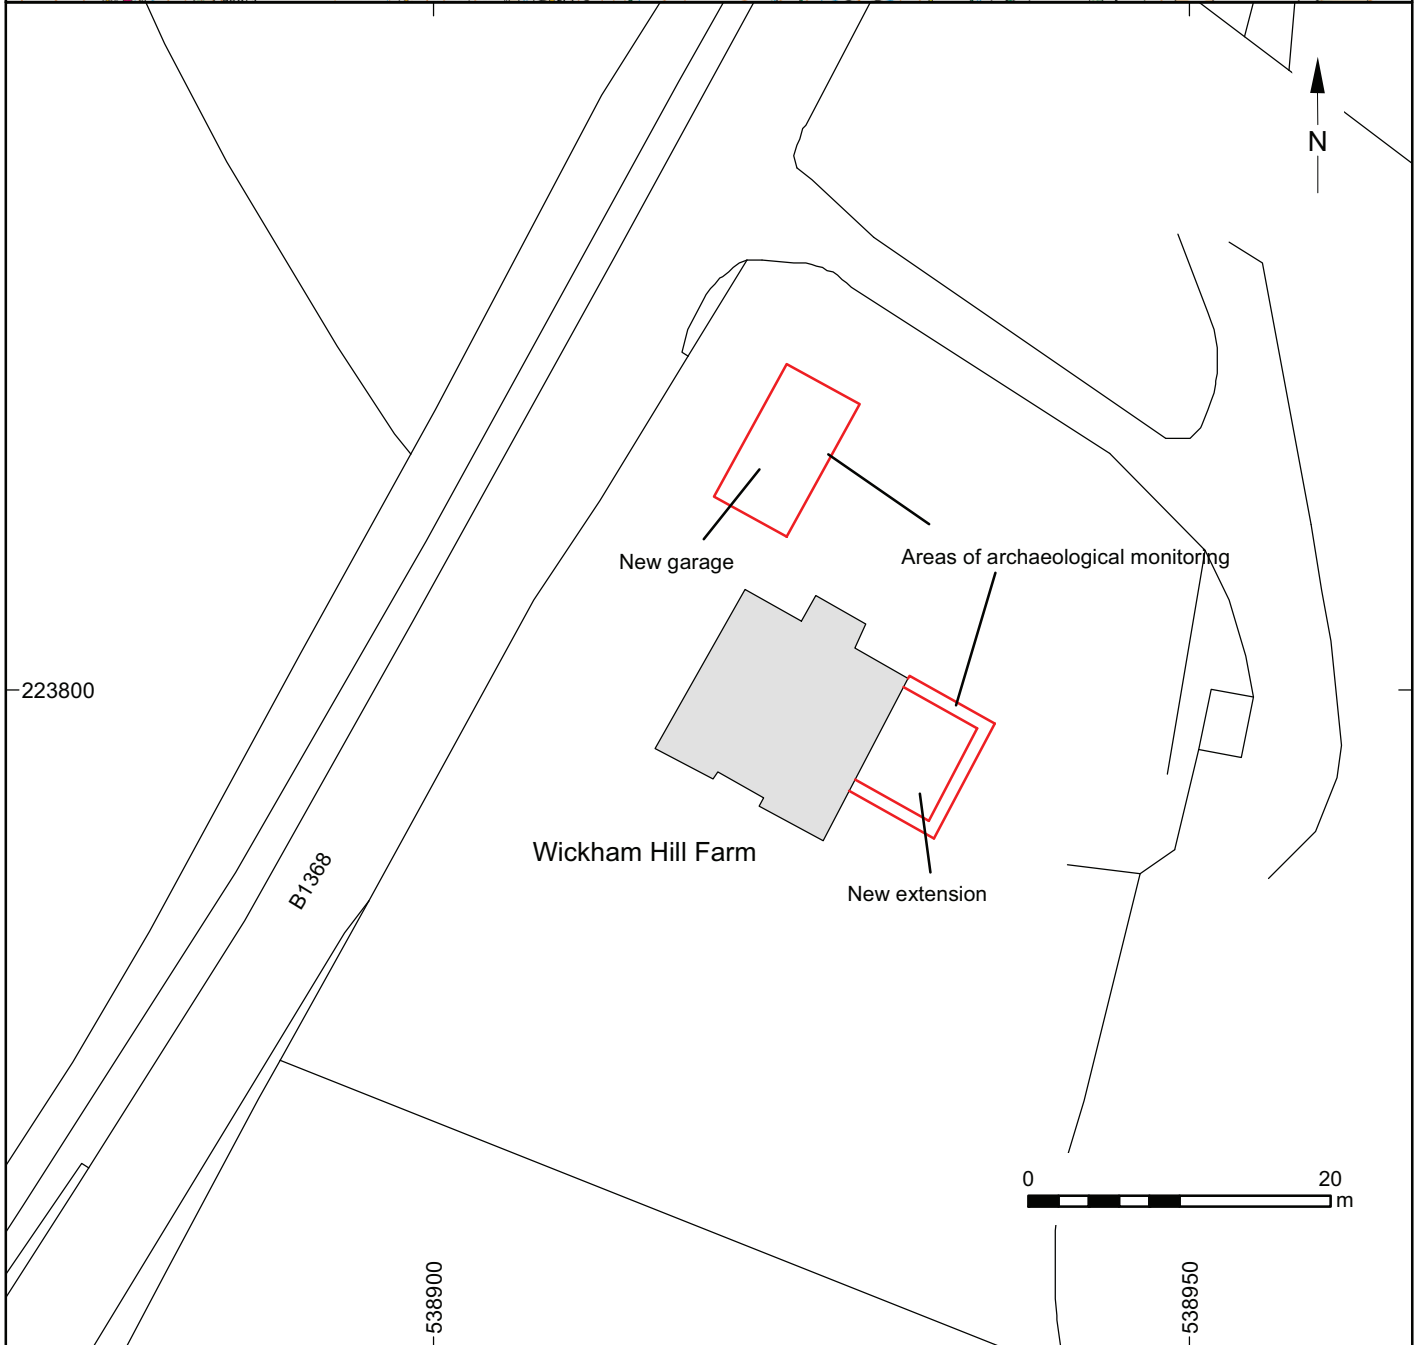 N
New garage
Areas of archaeological monitoring
223800
Wickham Hill Farm
B1368
New extension
0 20
m
538900
538950